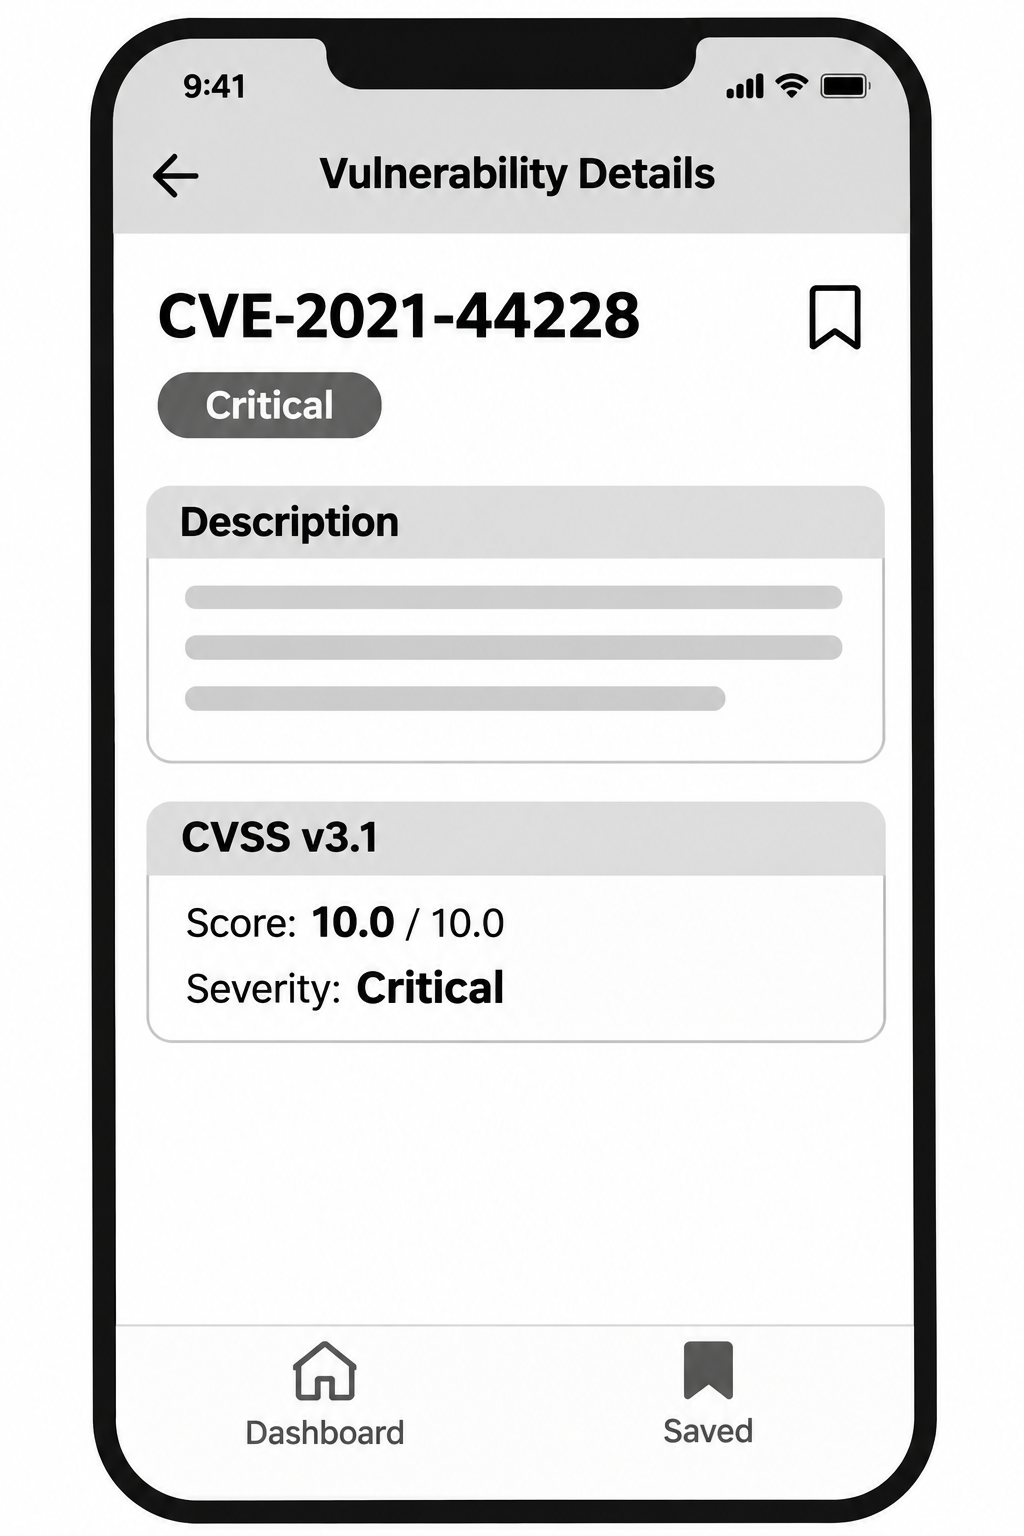 9:41
Vulnerability Details
CVE-2021-44228
Critical
Description
CVSS v3.1
Score: 10.0 / 10.0
Severity: Critical
Dashboard
Saved